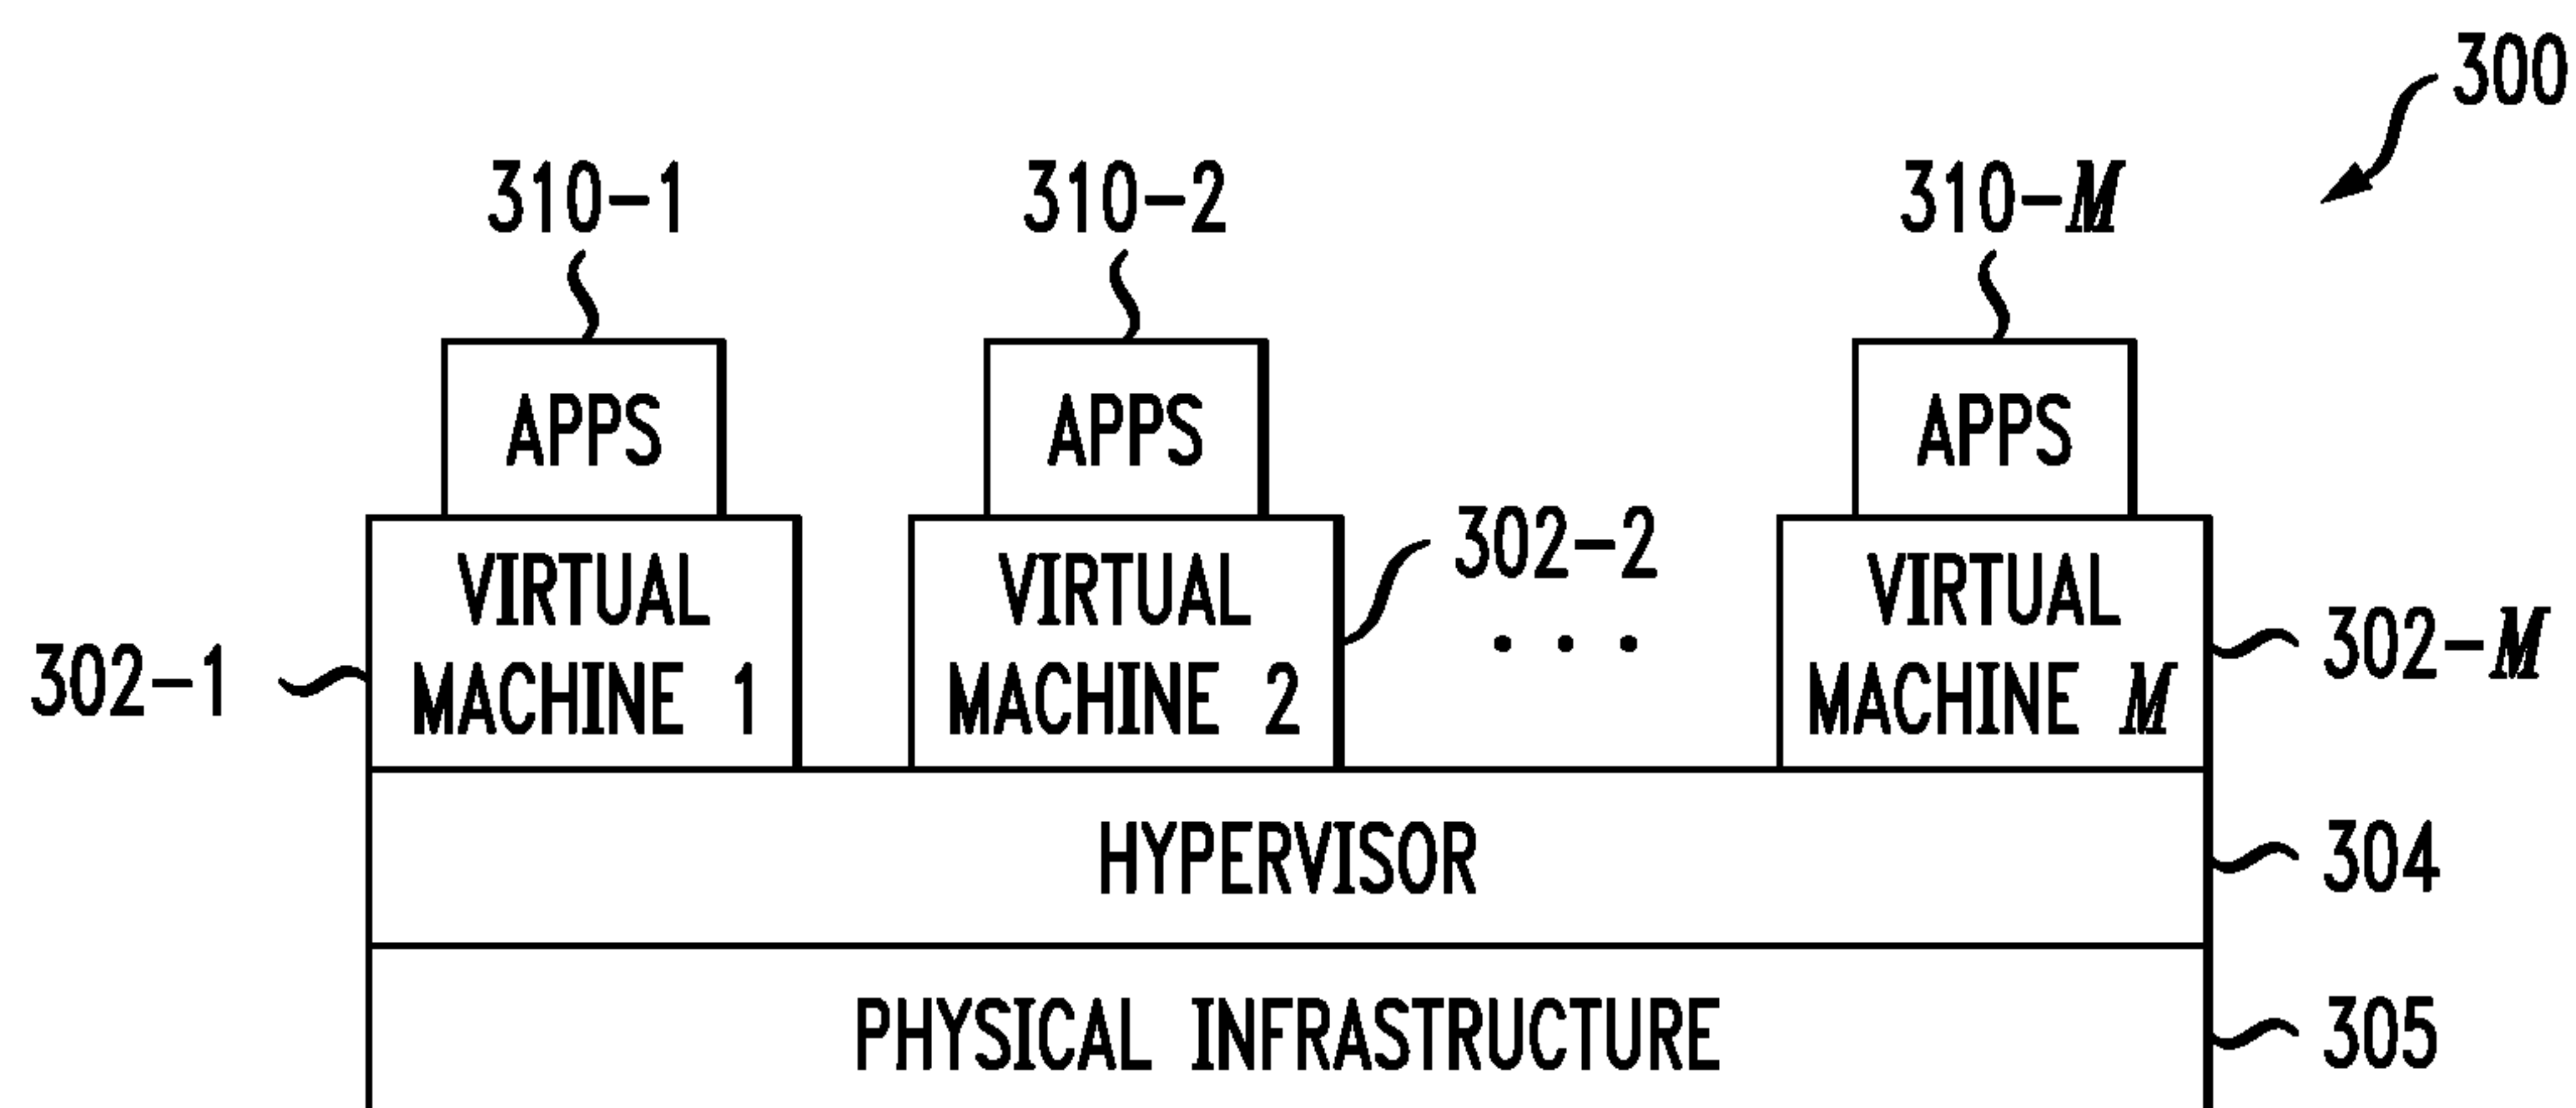 300
310-1
310-2
310-M
APPS
APPS
APPS
302-2
VIRTUAL
MACHINE 1
VIRTUAL
MACHINE 2
. . .
VIRTUAL
MACHINE M
302-1
302-M
HYPERVISOR
304
PHYSICAL INFRASTRUCTURE
305